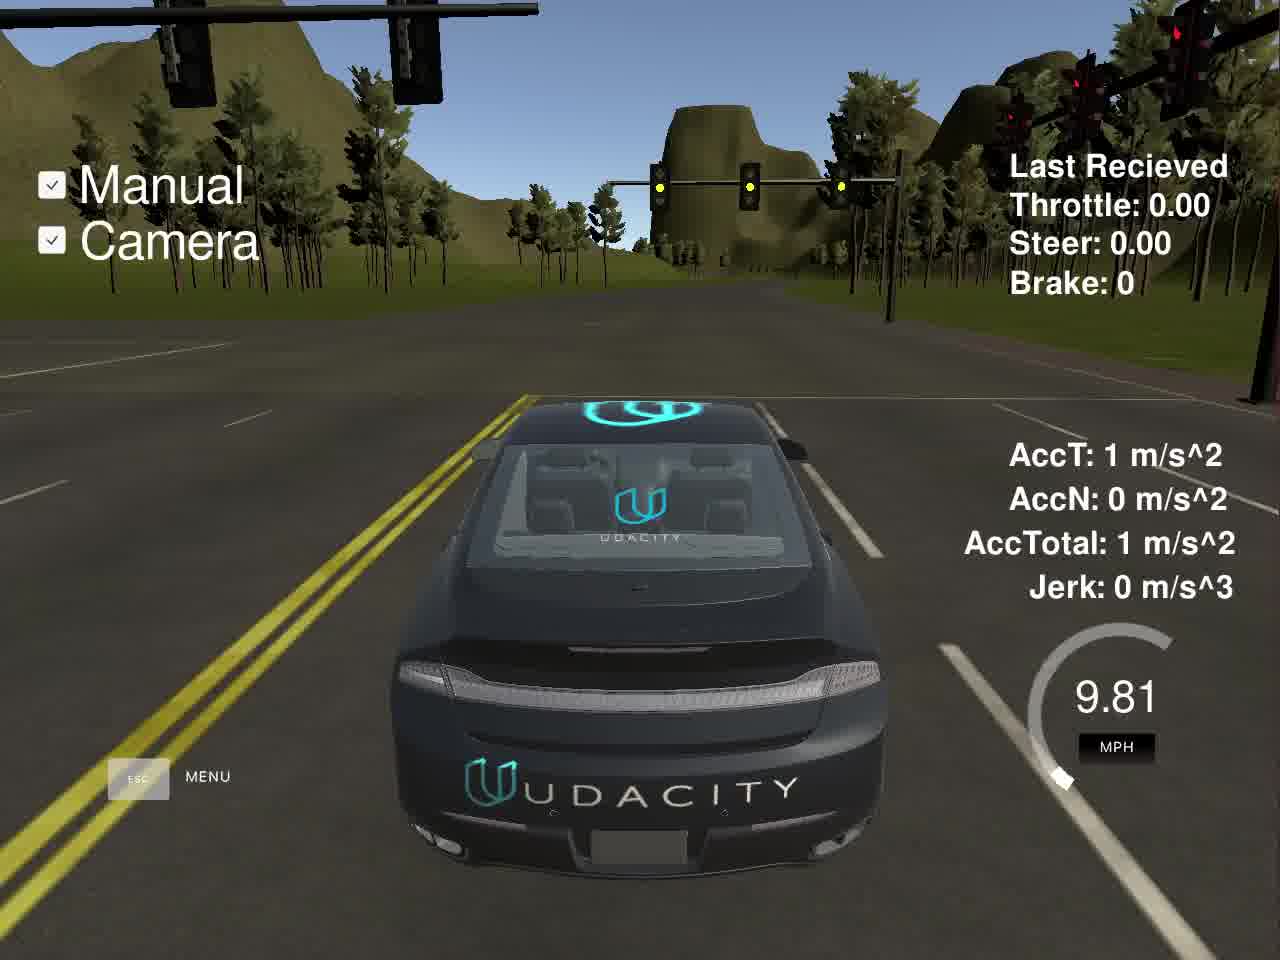 Manual
Camera
Last Recieved
Throttle: 0.00
Steer: 0.00
Brake: 0
AccT: 1 m/s^2
AccN: 0 m/s^2
AccTotal: 1 m/s^2
Jerk: 0 m/s^3
9.81
MPH
UDACITY
ESC
MENU
UDACITY